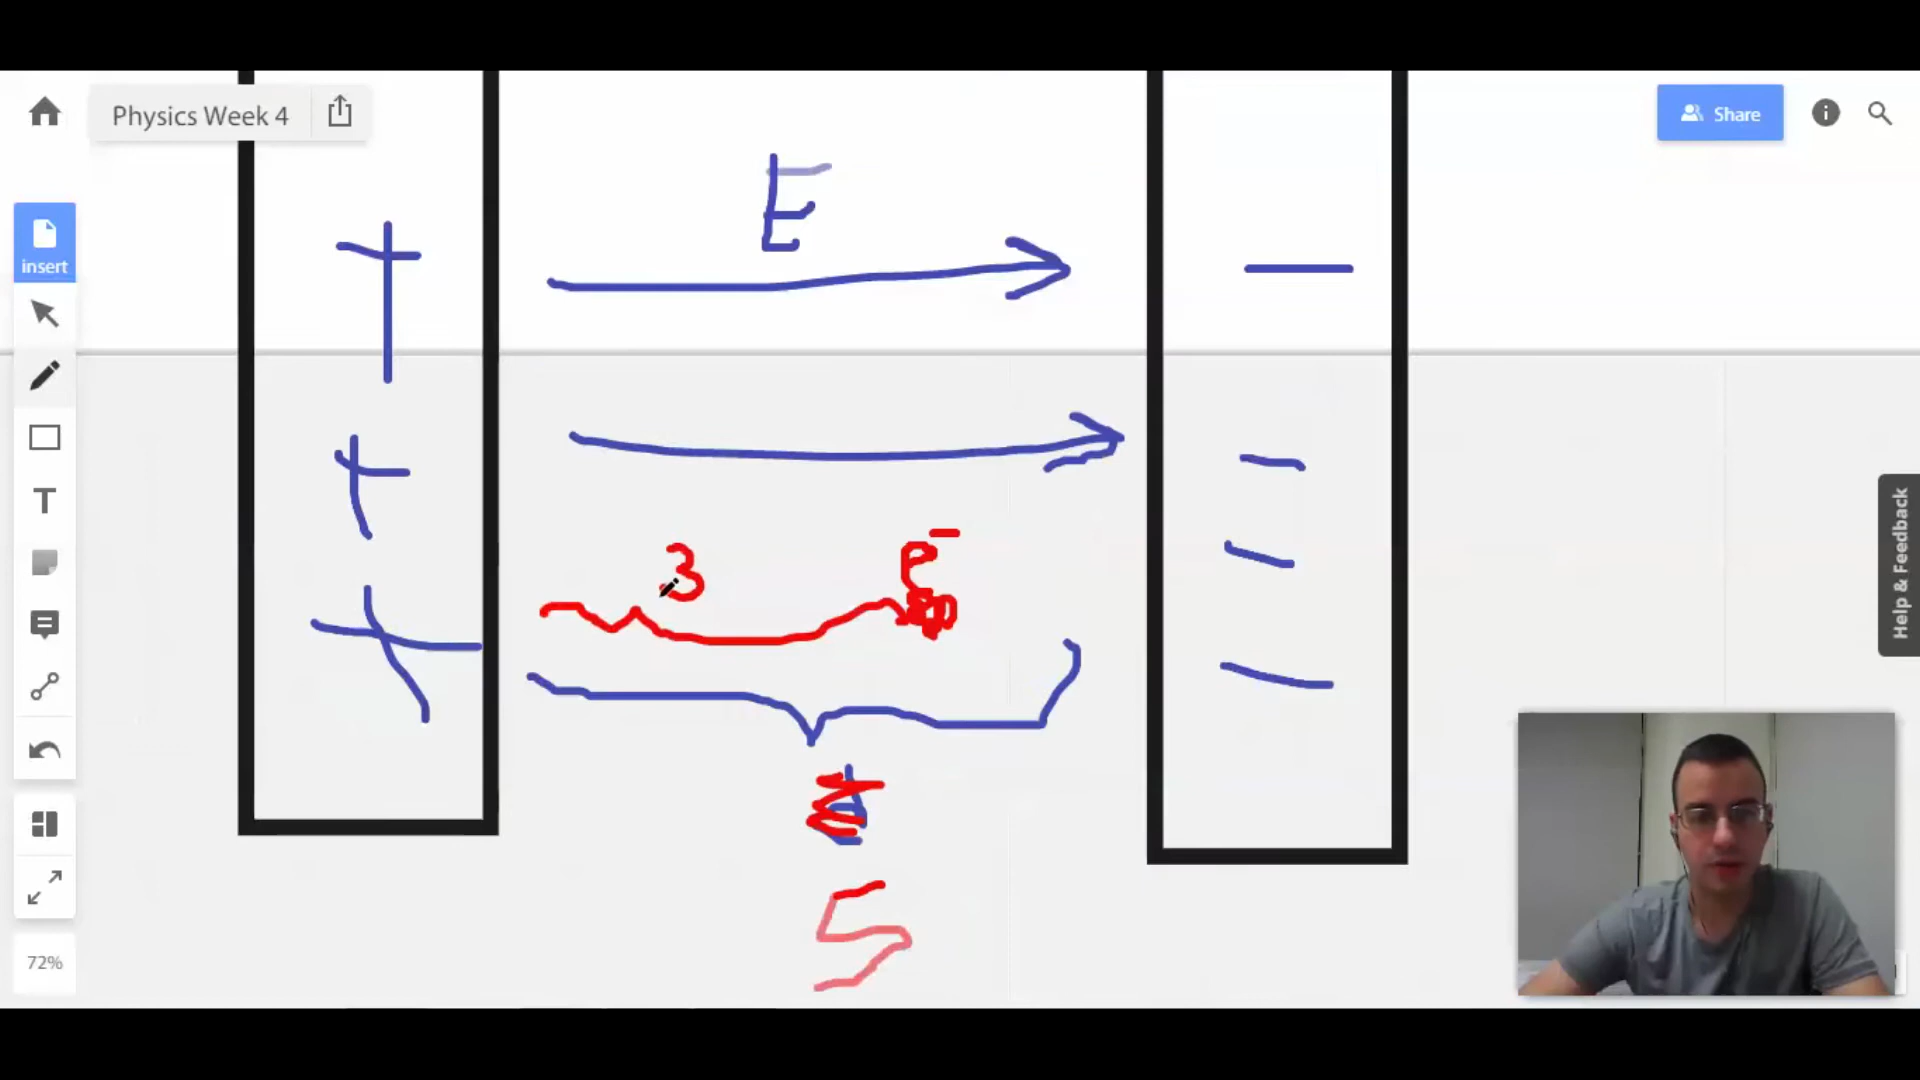 Physics Week 4
Share
insert
E
T
3
e-
5
72%
Help & Feedback